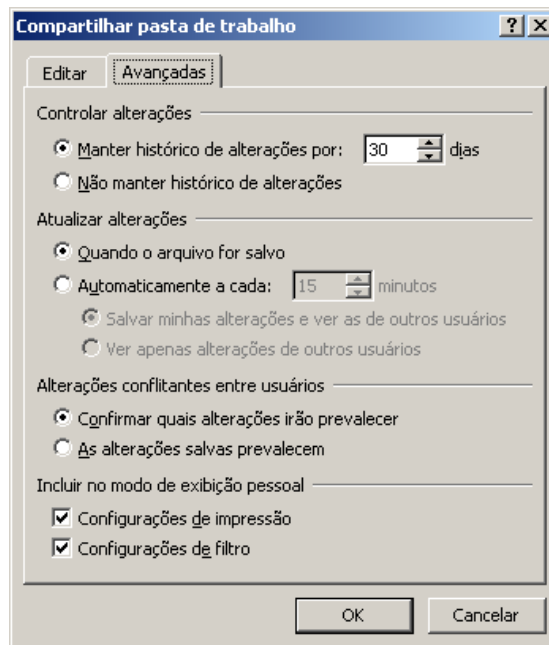 Compartilhar pasta de trabalho
Editar Avançadas
Controlar alterações
Manter histórico de alterações por: 30 dias
Não manter histórico de alterações
Atualizar alterações
Quando o arquivo for salvo
Automaticamente a cada: 15 minutos
Salvar minhas alterações e ver as de outros usuários
Ver apenas alterações de outros usuários
Alterações conflitantes entre usuários
Confirmar quais alterações irão prevalecer
As alterações salvas prevalecem
Incluir no modo de exibição pessoal
Configurações de impressão
Configurações de filtro
OK Cancelar